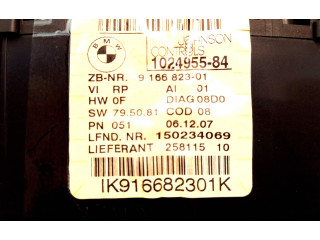 BMW
JOHNSON
CONTROLS
1024955-84
ZB-NR. 9 166 823-01
VI RP AI 01
HW 0F DIAG 08D0
SW 79.50.81 COD 08
PN 051 06.12.07
LFND. NR. 150234069
LIEFERANT 258115 10
IK916682301K